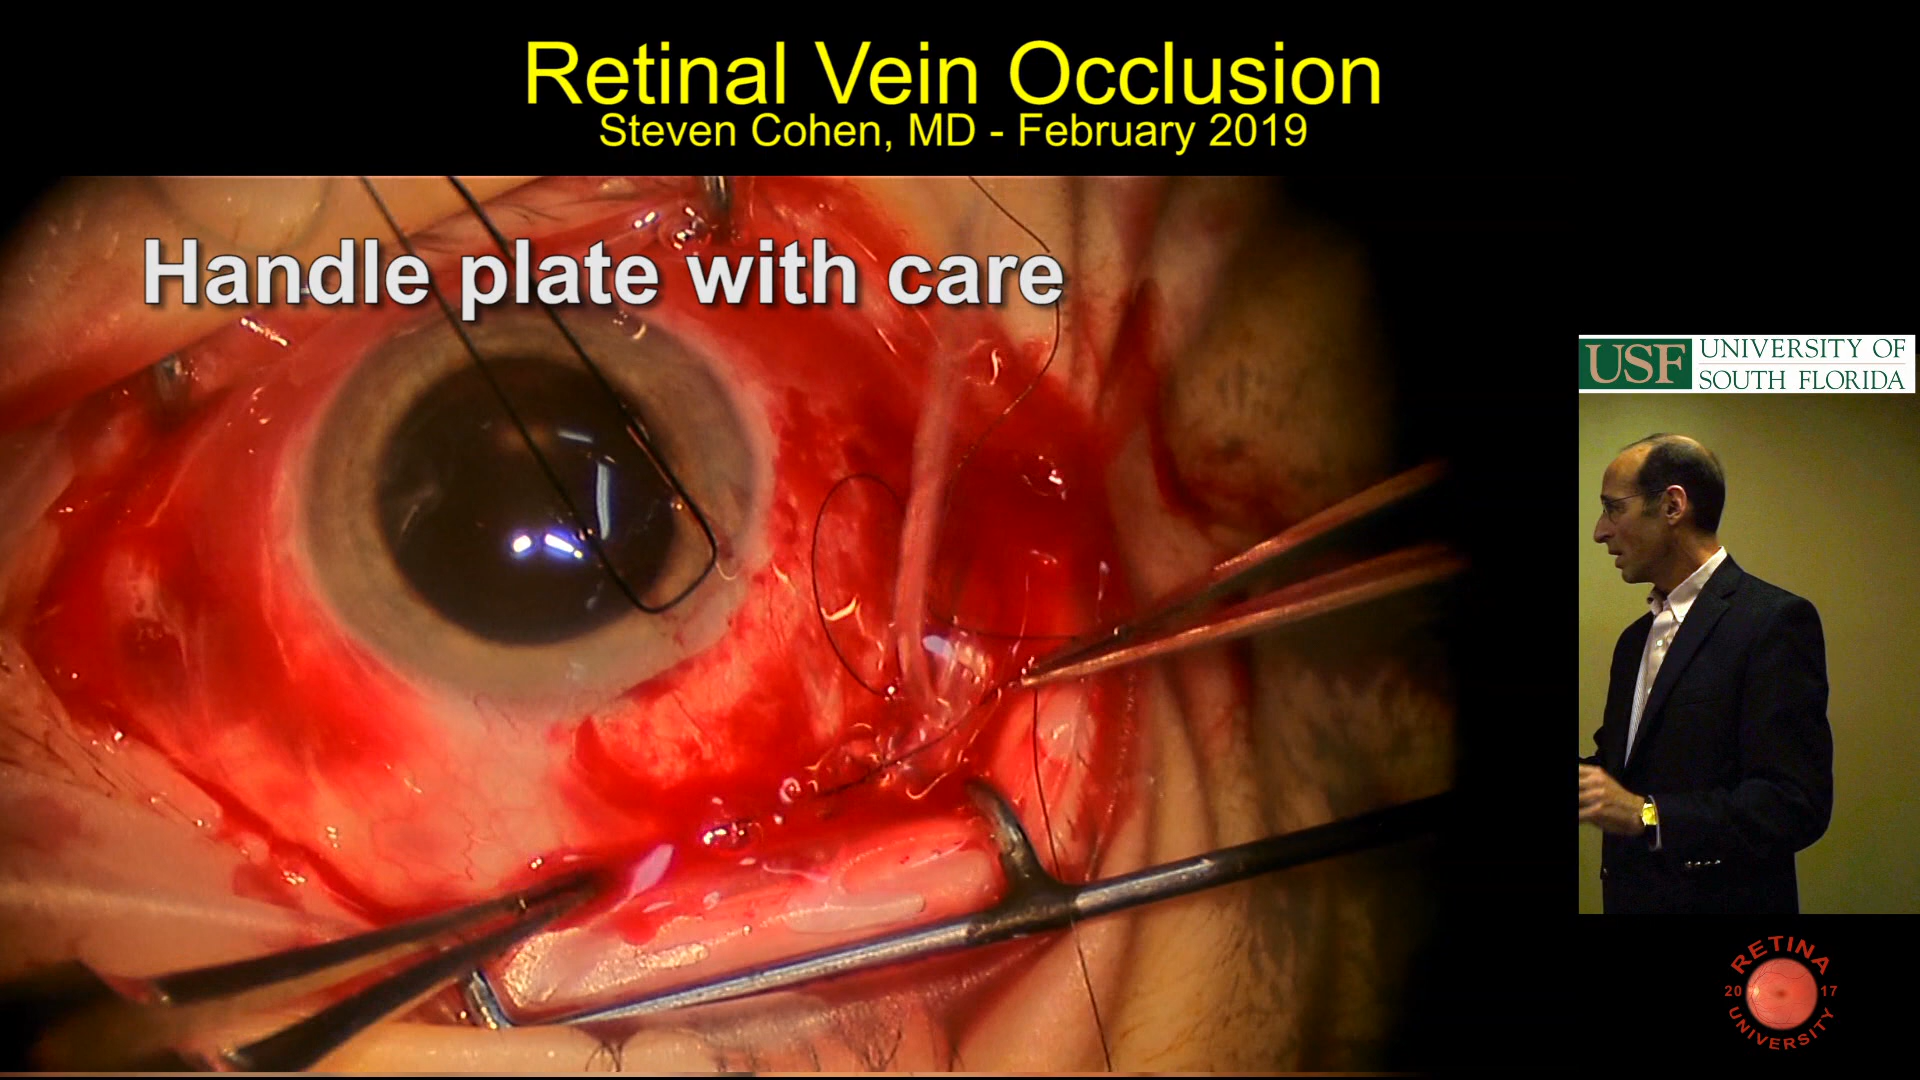 Retinal Vein Occlusion
Steven Cohen, MD - February 2019
Handle plate with care
USF UNIVERSITY OF
SOUTH FLORIDA
RETINA
20 17
UNIVERSITY